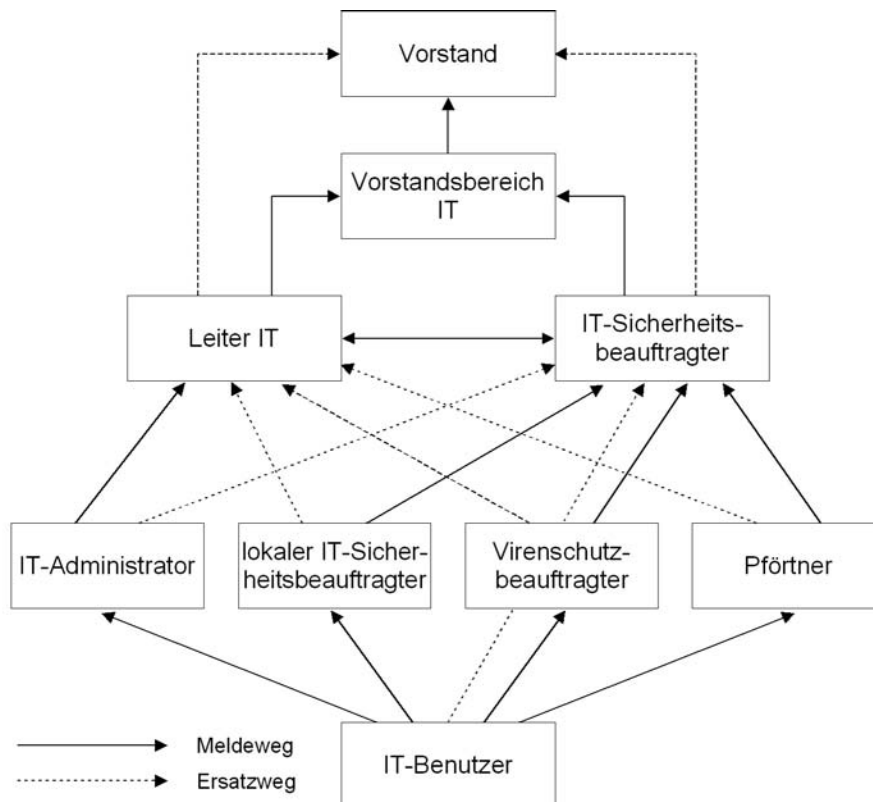 Vorstand
Vorstandsbereich
IT
Leiter IT
IT-Sicherheits-
beauftragter
IT-Administrator
lokaler IT-Sicher-
heitsbeauftragter
Virenschutz-
beauftragter
Pförtner
Meldeweg
Ersatzweg
IT-Benutzer